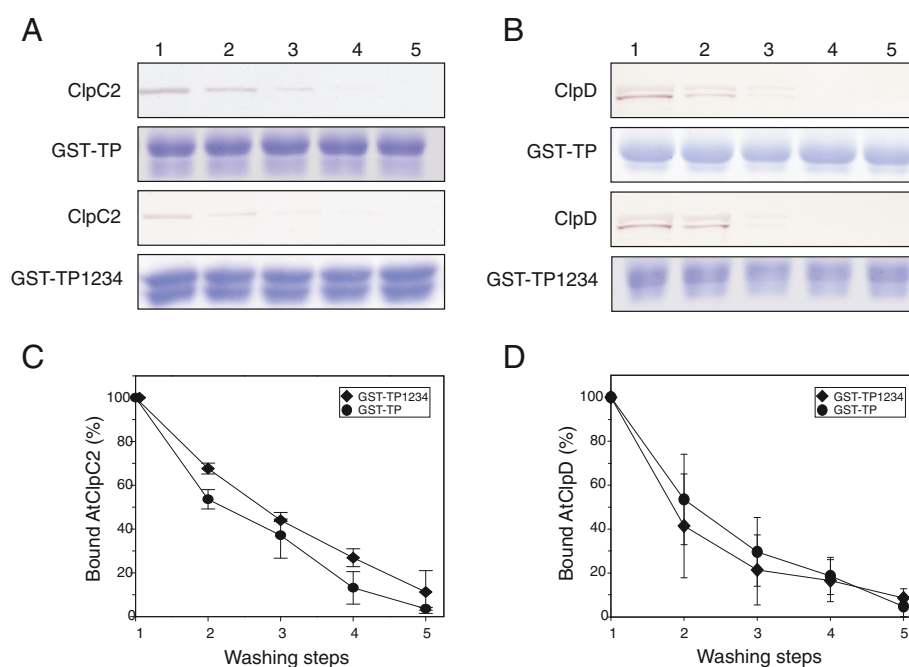 A
1 2 3 4 5
ClpC2
GST-TP
ClpC2
GST-TP1234
B
1 2 3 4 5
ClpD
GST-TP
ClpD
GST-TP1234
C
Bound AtClpC2 (%)
100
80
60
40
20
0
GST-TP1234
GST-TP
1 2 3 4 5
Washing steps
D
Bound AtClpD (%)
100
80
60
40
20
0
GST-TP1234
GST-TP
1 2 3 4 5
Washing steps